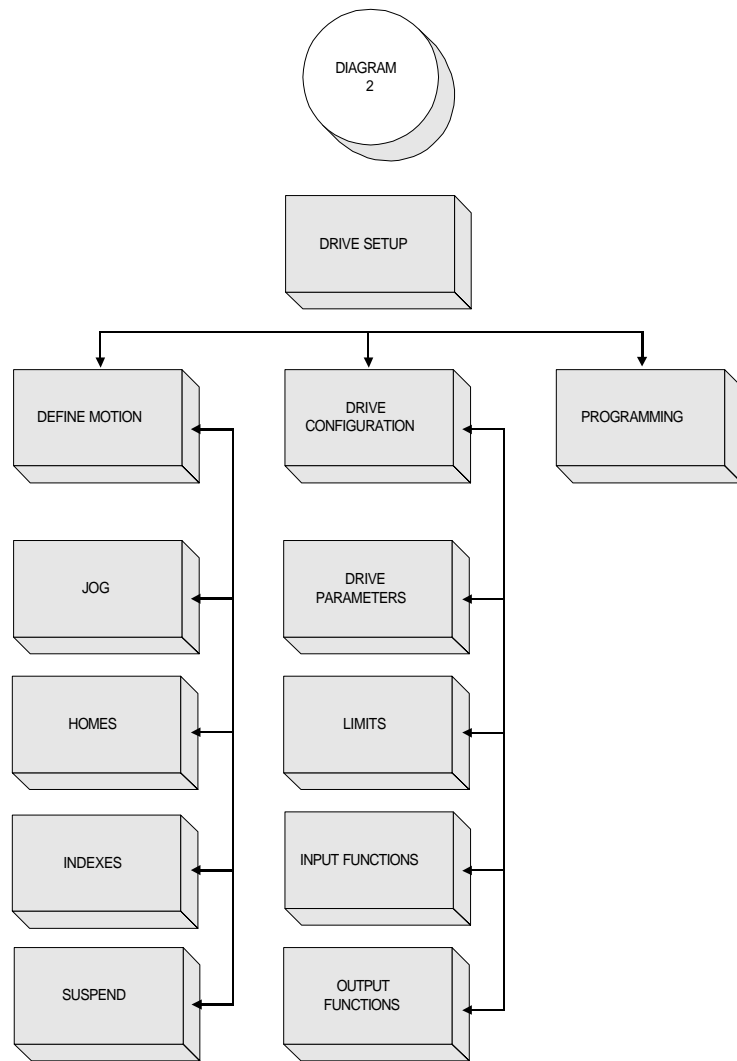 DIAGRAM
2
DRIVE SETUP
DEFINE MOTION
DRIVE
CONFIGURATION
PROGRAMMING
JOG
DRIVE
PARAMETERS
HOMES
LIMITS
INDEXES
INPUT FUNCTIONS
SUSPEND
OUTPUT
FUNCTIONS